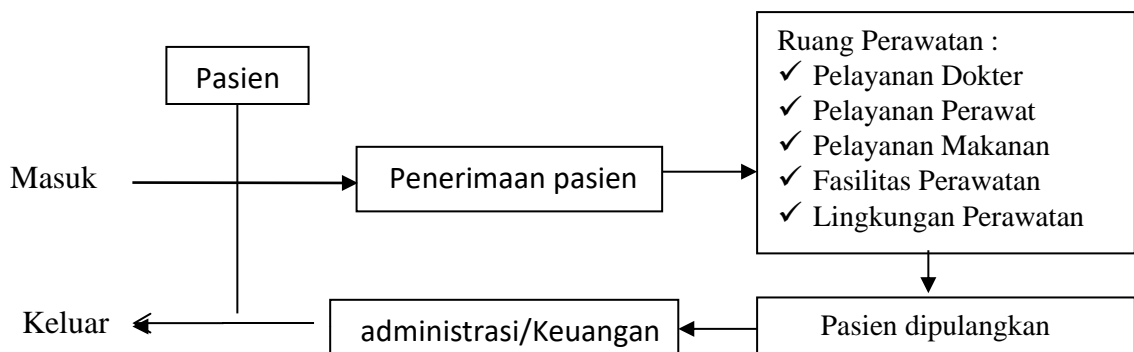 Pasien
Masuk
Penerimaan pasien
Ruang Perawatan :
✓ Pelayanan Dokter
✓ Pelayanan Perawat
✓ Pelayanan Makanan
✓ Fasilitas Perawatan
✓ Lingkungan Perawatan
Keluar
administrasi/Keuangan
Pasien dipulangkan